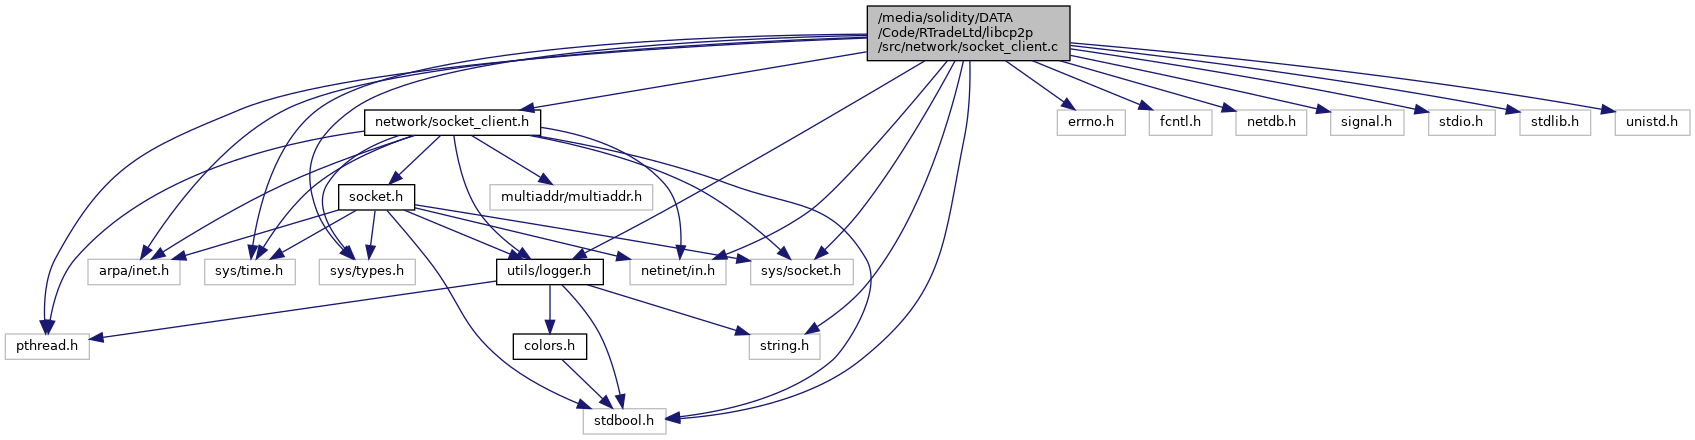 /media/solidity/DATA
/Code/RTradeLtd/libcp2p
/src/network/socket_client.c
network/socket_client.h
errno.h
fcntl.h
netdb.h
signal.h
stdio.h
stdlib.h
unistd.h
socket.h
multiaddr/multiaddr.h
arpa/inet.h
sys/time.h
sys/types.h
utils/logger.h
netinet/in.h
sys/socket.h
pthread.h
colors.h
string.h
stdbool.h